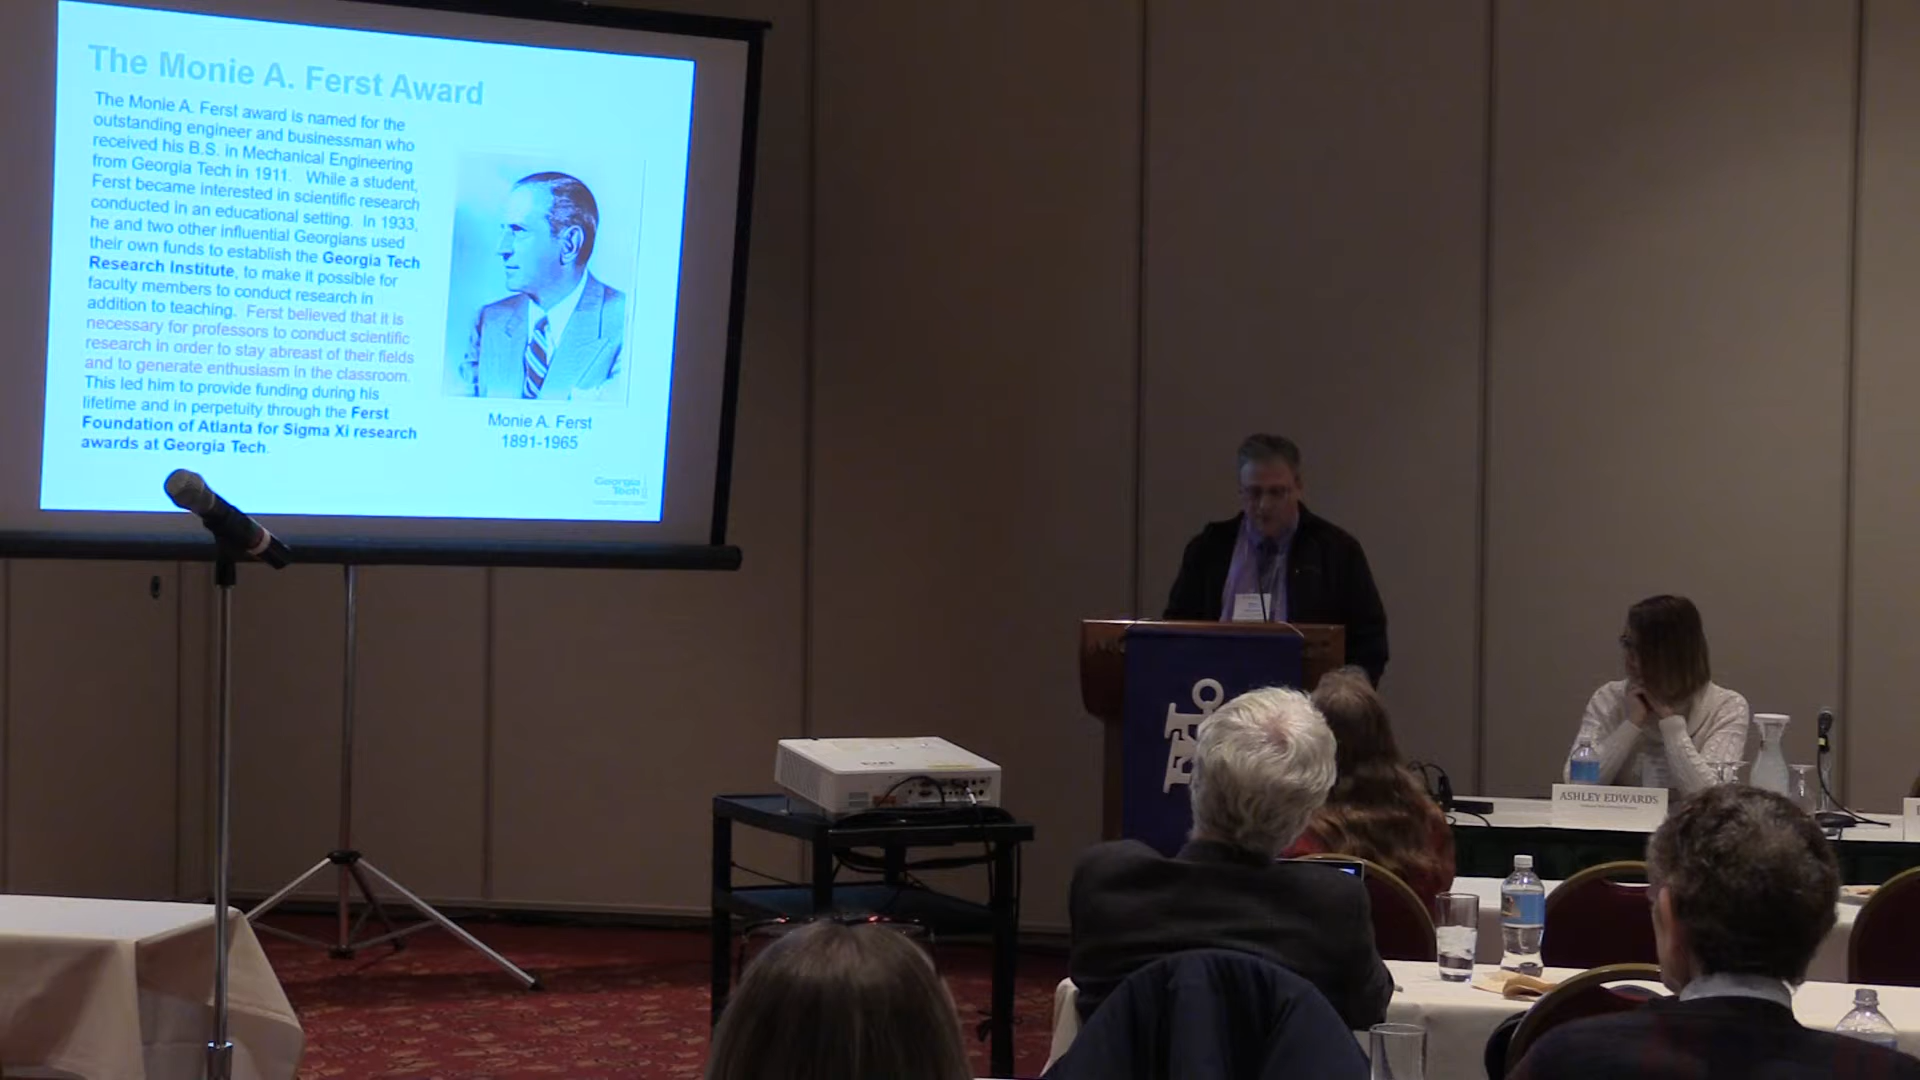 The Monie A. Ferst Award
The Monie A. Ferst award is named for the
outstanding engineer and businessman who
received his B.S. in Mechanical Engineering
from Georgia Tech in 1911. While a student,
Ferst became interested in scientific research
conducted in an educational setting. In 1933,
he and two other influential Georgians used
their own funds to establish the Georgia Tech
Research Institute, to make it possible for
faculty members to conduct research in
addition to teaching. Ferst believed that it is
necessary for professors to conduct scientific
research in order to stay abreast of their fields
and to generate enthusiasm in the classroom.
This led him to provide funding during his
lifetime and in perpetuity through the Ferst
Foundation of Atlanta for Sigma Xi research
awards at Georgia Tech.
Monie A. Ferst
1891-1965
Georgia
Tech
ASHLEY EDWARDS